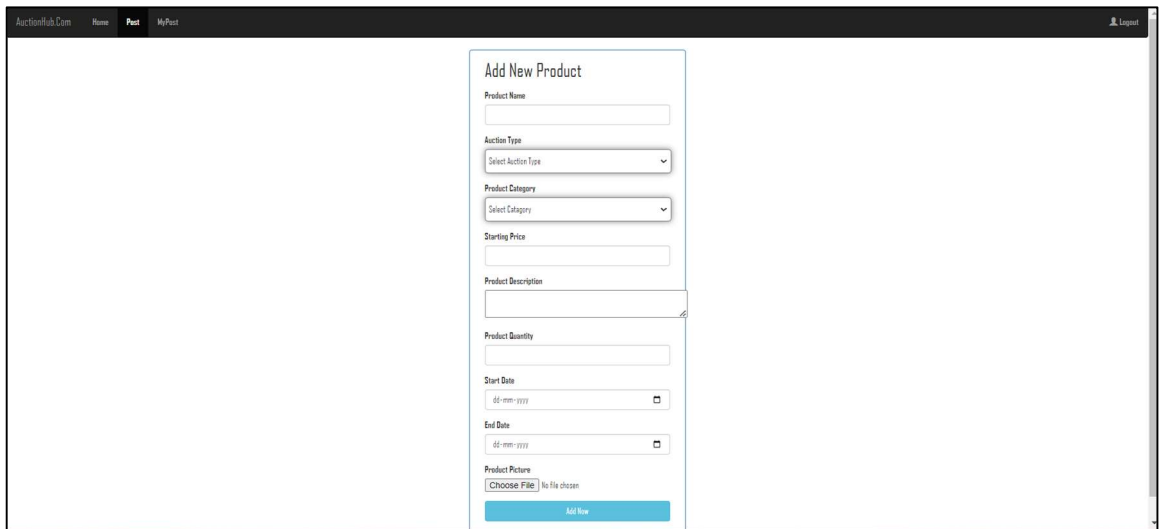 AuctionHub.Com Home Post MyPost Logout
Add New Product
Product Name
Auction Type
Select Auction Type
Product Category
Select Catagory
Starting Price
Product Description
Product Quantity
Start Date
dd-mm-yyyy
End Date
dd-mm-yyyy
Product Picture
Choose File No file chosen
Add Now